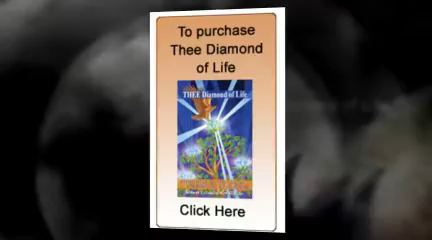 To purchase
Thee Diamond
of Life
THEE Diamond of Life
Click Here